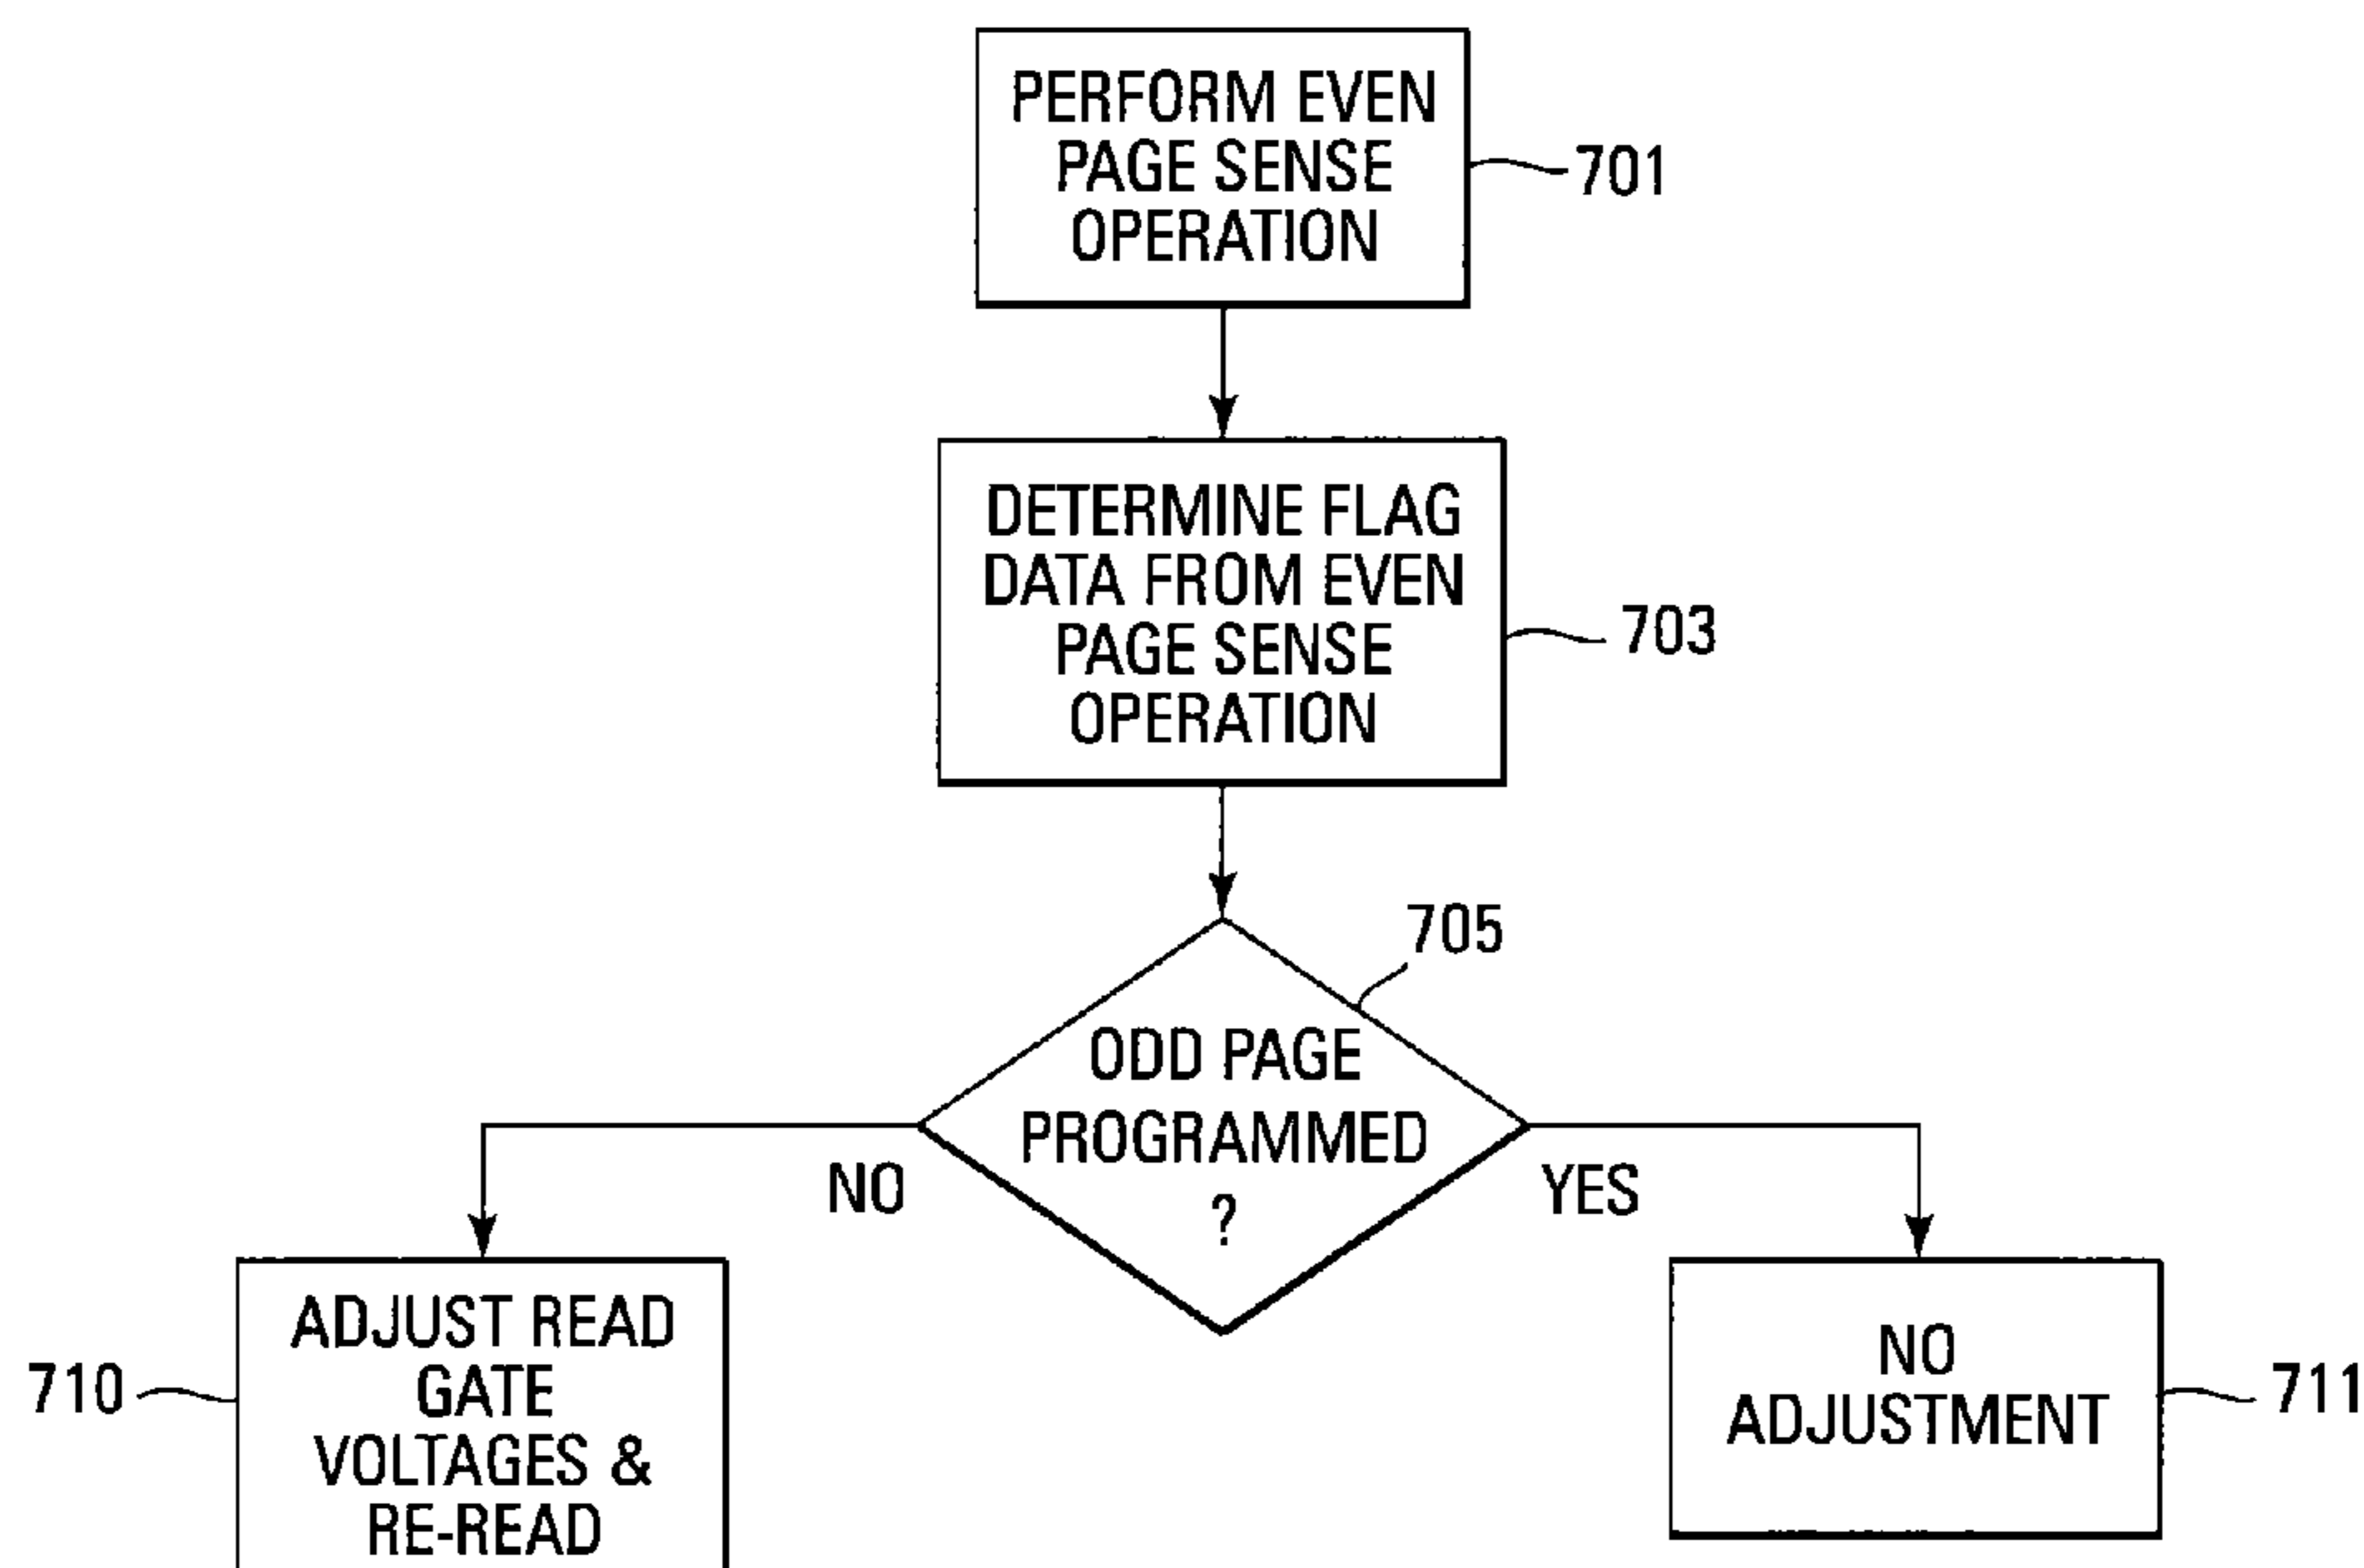 PERFORM EVEN
PAGE SENSE
OPERATION
701
DETERMINE FLAG
DATA FROM EVEN
PAGE SENSE
OPERATION
703
705
ODD PAGE
PROGRAMMED
?
NO
YES
ADJUST READ
GATE
VOLTAGES &
RE-READ
710
NO
ADJUSTMENT
711